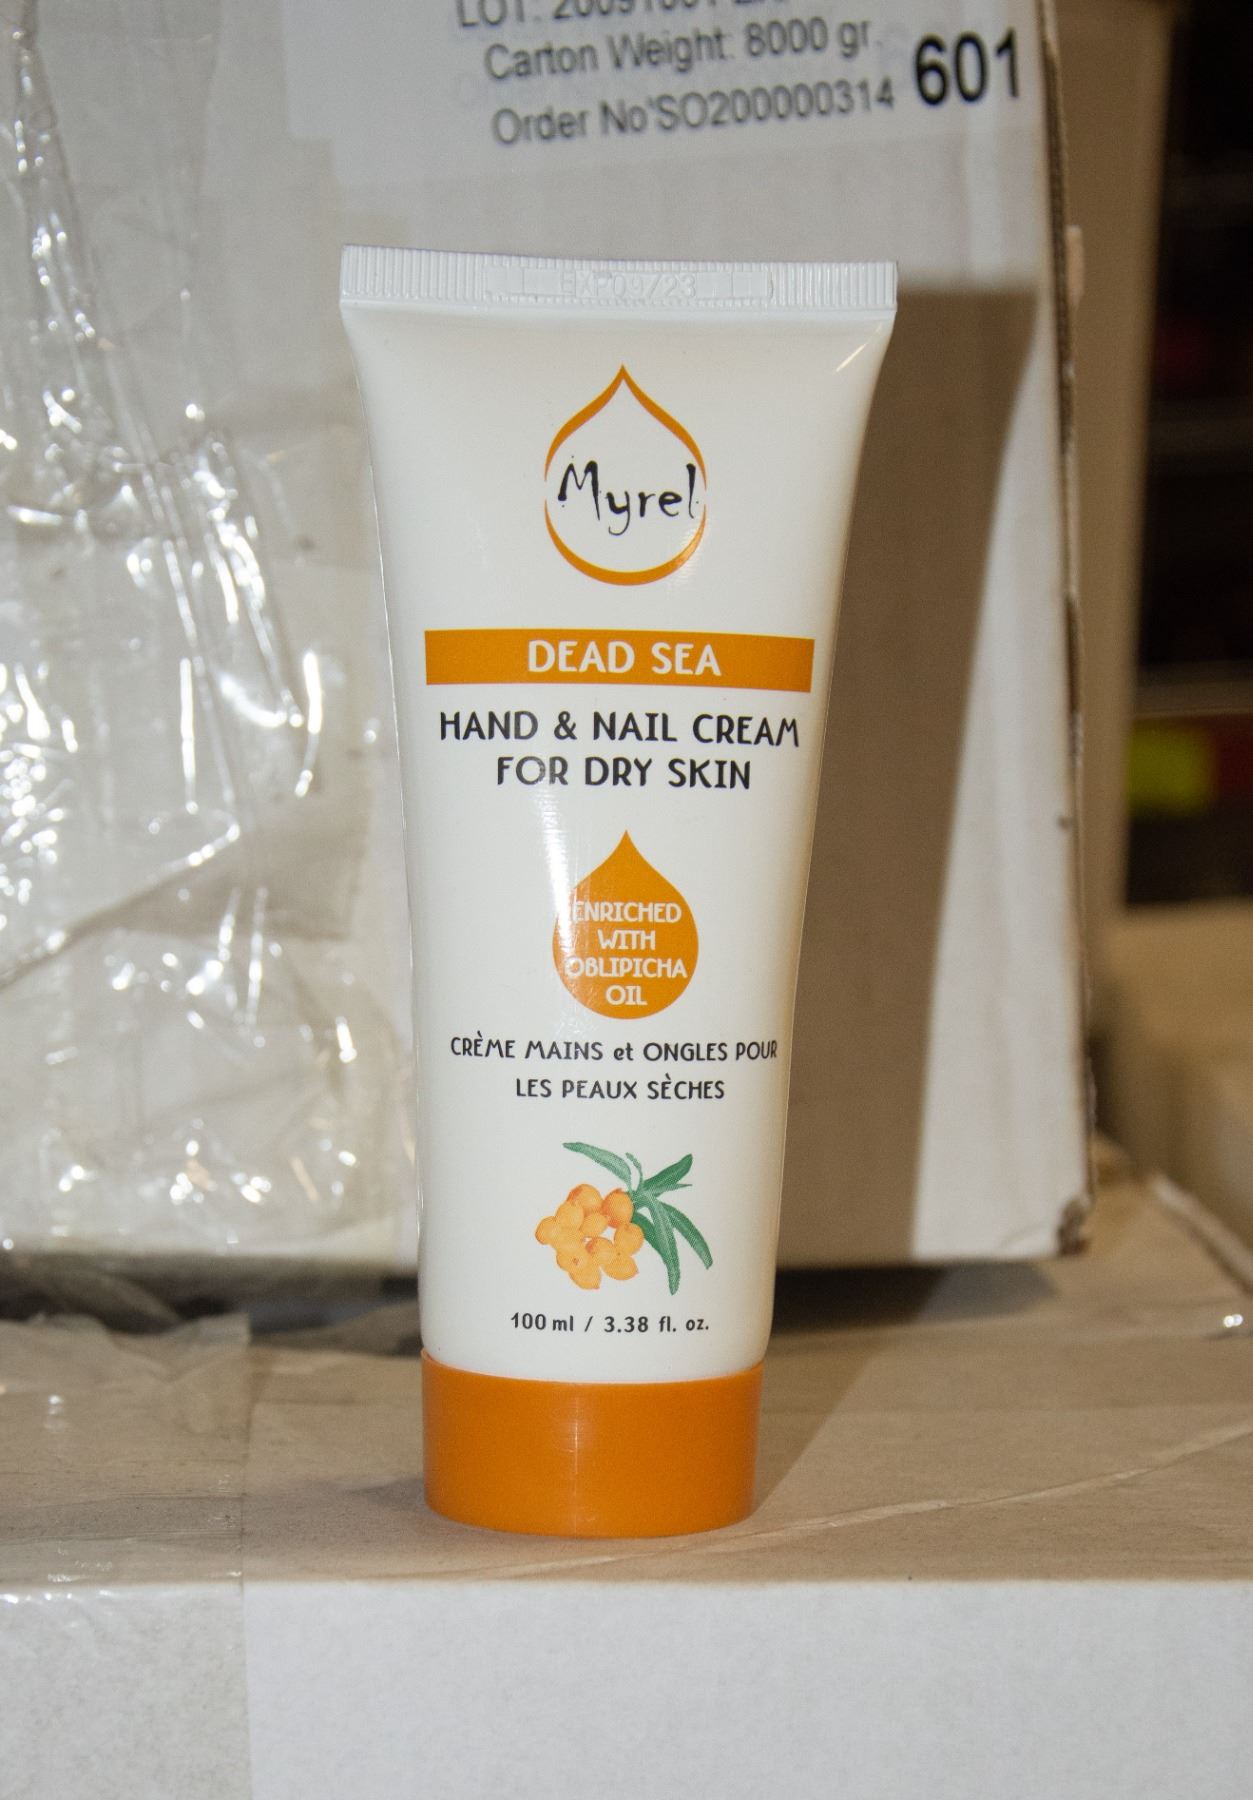 Carton Weight: 8000 gr.
Order No'SO200000314 601
EXP09/23
Myrel
DEAD SEA
HAND & NAIL CREAM
FOR DRY SKIN
ENRICHED
WITH
OBLIPICHA
OIL
CRÈME MAINS et ONGLES POUR
LES PEAUX SÈCHES
100 ml / 3.38 fl. oz.